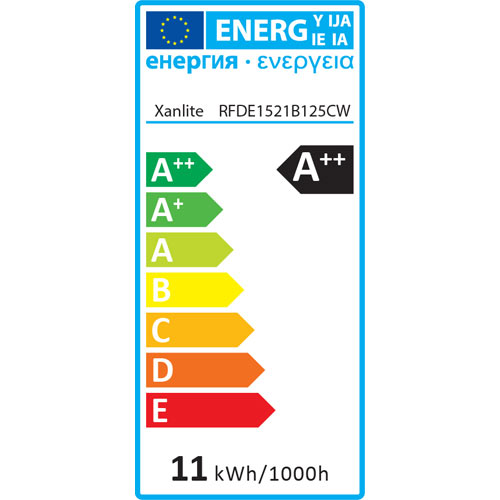 ENERG Y IJA
IE IA
енергия · ενεργεια
Xanlite RFDE1521B125CW
A++ A++
A+
A
B
C
D
E
11 kWh/1000h